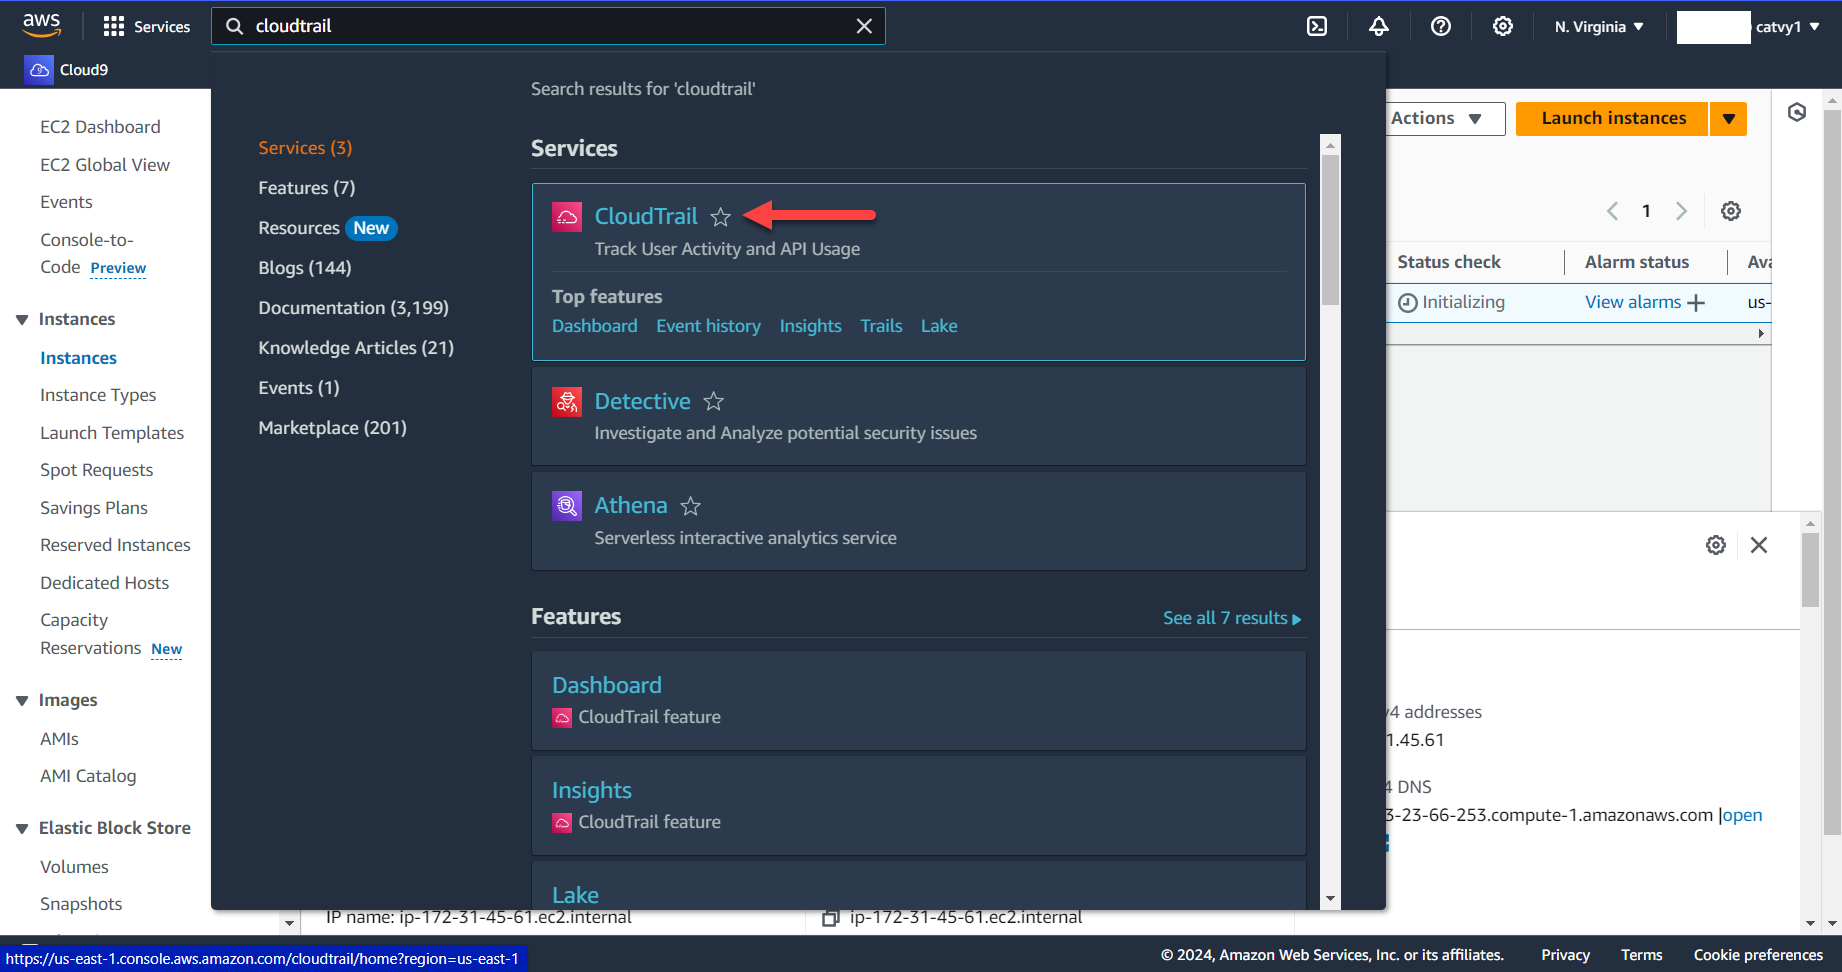 aws
Services
cloudtrail
N. Virginia
catvy1
Cloud9
EC2 Dashboard
EC2 Global View
Events
Console-to-
Code Preview
Instances
Instances
Instance Types
Launch Templates
Spot Requests
Savings Plans
Reserved Instances
Dedicated Hosts
Capacity
Reservations New
Images
AMIs
AMI Catalog
Elastic Block Store
Volumes
Snapshots
Search results for 'cloudtrail'
Services (3)
Features (7)
Resources New
Blogs (144)
Documentation (3,199)
Knowledge Articles (21)
Events (1)
Marketplace (201)
Services
CloudTrail
Track User Activity and API Usage
Top features
Dashboard Event history Insights Trails Lake
Detective
Investigate and Analyze potential security issues
Athena
Serverless interactive analytics service
Features
See all 7 results
Dashboard
CloudTrail feature
Insights
CloudTrail feature
Lake
Actions
Launch instances
1
Status check
Alarm status
Ava
Initializing
View alarms
us-
v4 addresses
1.45.61
4 DNS
3-23-66-253.compute-1.amazonaws.com |open
IP name: ip-172-31-45-61.ec2.internal
ip-172-31-45-61.ec2.internal
https://us-east-1.console.aws.amazon.com/cloudtrail/home?region=us-east-1
© 2024, Amazon Web Services, Inc. or its affiliates.
Privacy
Terms
Cookie preferences